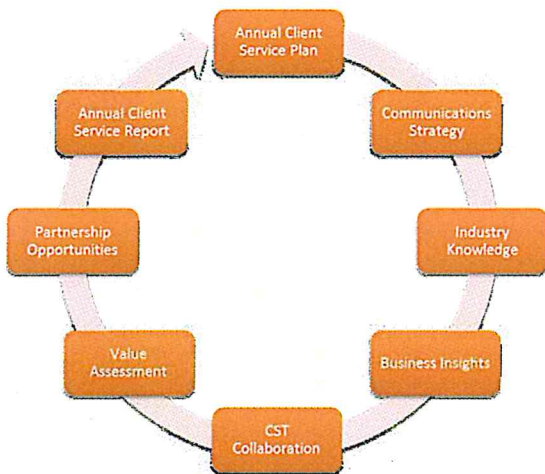 Annual Client
Service Plan
Communications
Strategy
Industry
Knowledge
Business Insights
CST
Collaboration
Value
Assessment
Partnership
Opportunities
Annual Client
Service Report